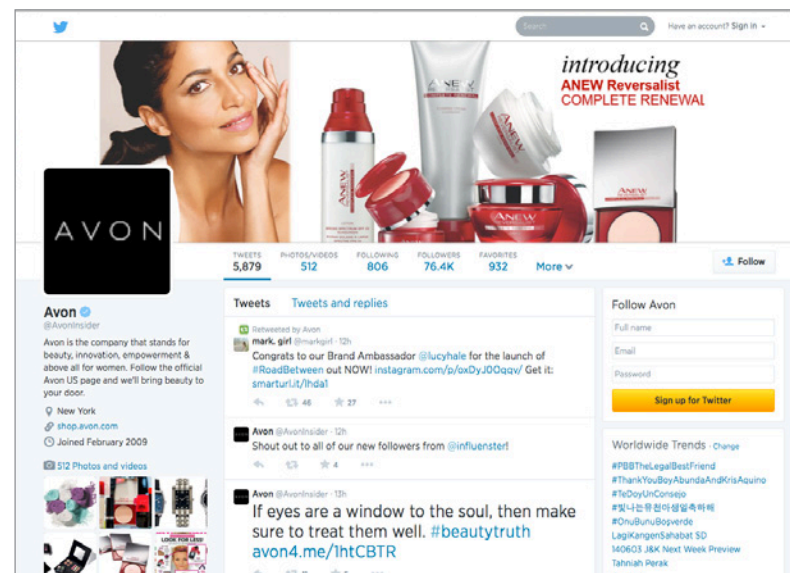 Search
Have an account? Sign in
introducing
ANEW Reversalist
COMPLETE RENEWAL
ANEW
ANEW
ANEW
ANEW
ANEW
AVON
TWEETS
5,879
PHOTOS/VIDEOS
512
FOLLOWING
806
FOLLOWERS
76.4K
FAVORITES
932
More
Follow
Avon
@AvonInsider
Avon is the company that stands for
beauty, innovation, empowerment &
above all for women. Follow the official
Avon US page and we'll bring beauty to
your door.
New York
shop.avon.com
Joined February 2009
512 Photos and videos
LOOK FOR LESS!
Tweets Tweets and replies
Retweeted by Avon
mark. girl @markgirl · 12h
Congrats to our Brand Ambassador @lucyhale for the launch of
#RoadBetween out NOW! instagram.com/p/oxDyJ0Oqqv/ Get it:
smarturl.it/lhda1
46 27
Avon @AvonInsider · 12h
Shout out to all of our new followers from @influenster!
4
Avon @AvonInsider · 13h
If eyes are a window to the soul, then make
sure to treat them well. #beautytruth
avon4.me/1htCBTR
Follow Avon
Full name
Email
Password
Sign up for Twitter
Worldwide Trends · Change
#PBBTheLegalBestFriend
#ThankYouBoyAbundaAndKrisAquino
#TeDoyUnConsejo
#빛나는유천아생일축하해
#OnuBunuBoşverde
LagiKangenSahabat SD
140603 J&K Next Week Preview
Tahniah Perak